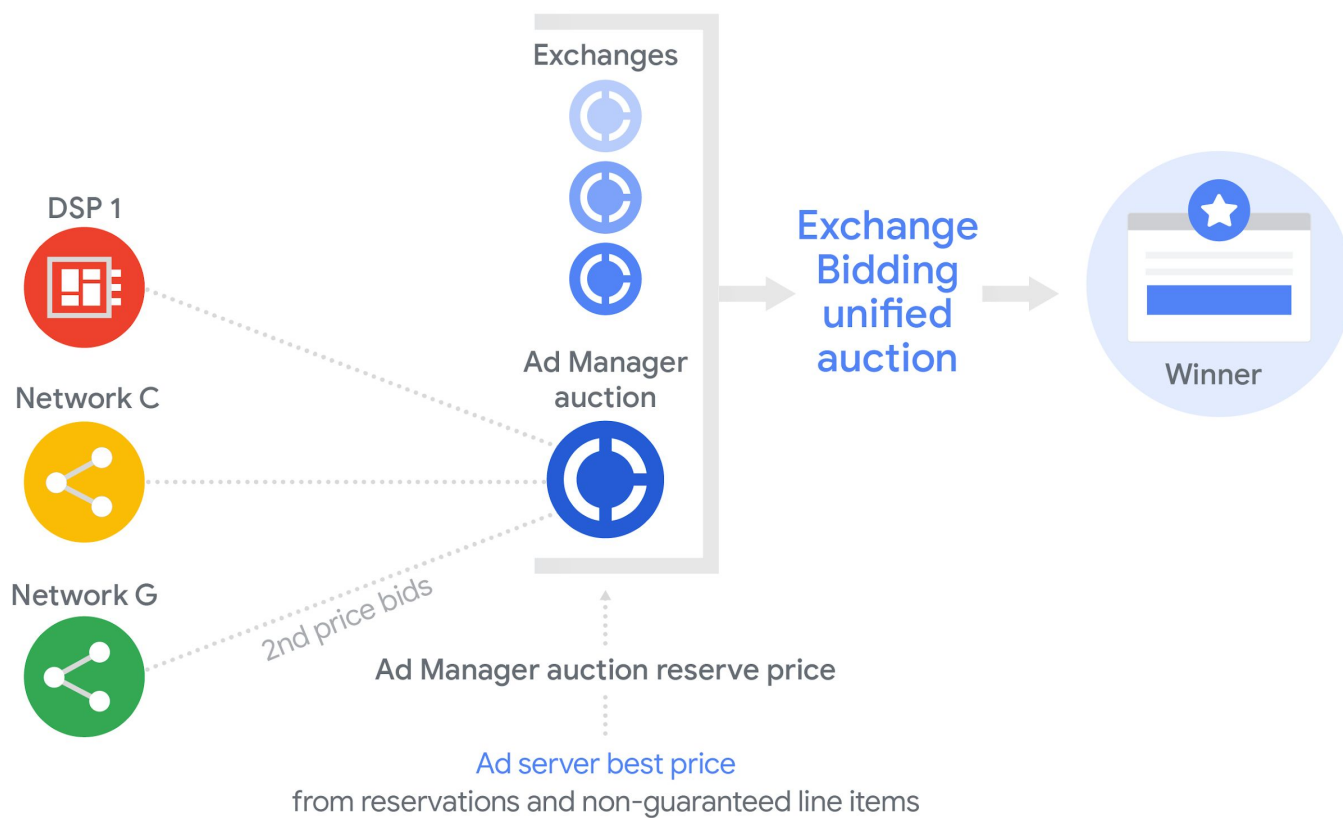 Exchanges
DSP 1
Exchange
Bidding
unified
auction
Ad Manager
auction
Winner
Network C
Network G
2nd price bids
Ad Manager auction reserve price
Ad server best price
from reservations and non-guaranteed line items